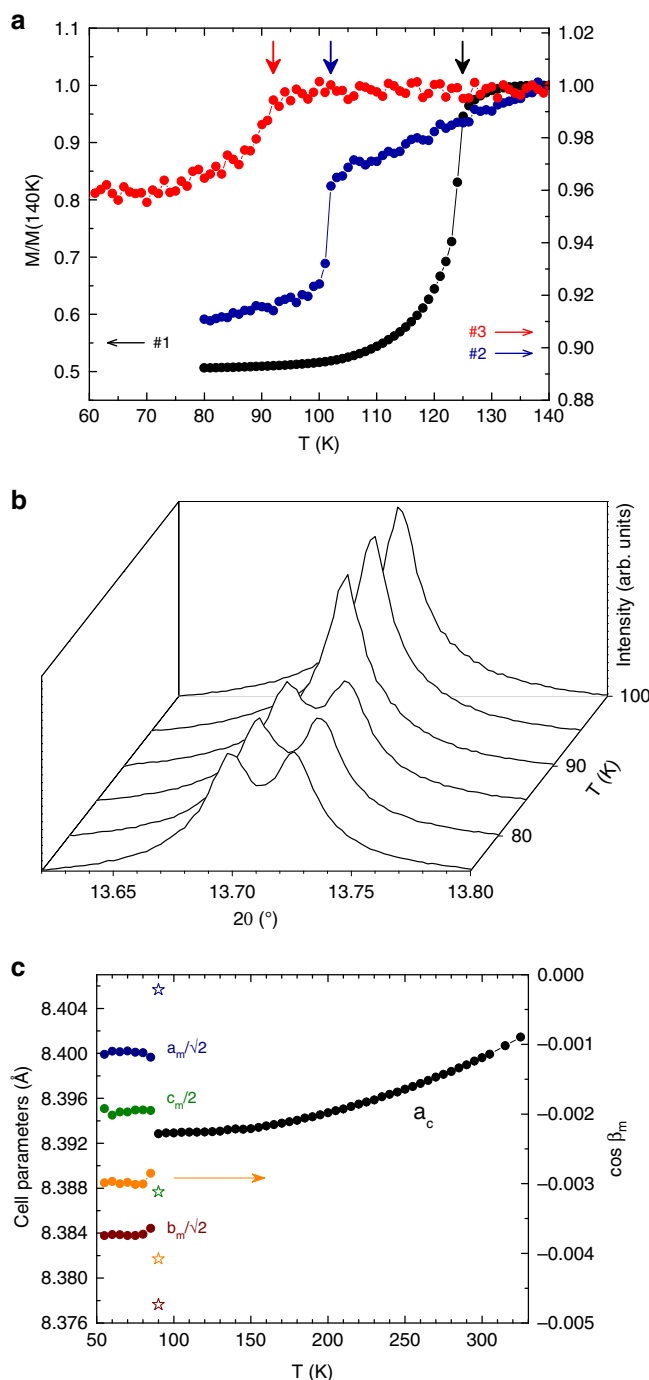 a
1.1
1.0
0.9
0.8
0.7
0.6
0.5
M/M(140K)
1.02
1.00
0.98
0.96
0.94
0.92
0.90
0.88
#1
#3
#2
60 70 80 90 100 110 120 130 140
T (K)
b
Intensity (arb. units)
100
90
80
T (K)
13.65 13.70 13.75 13.80
2θ (°)
c
8.404
8.400
8.396
8.392
8.388
8.384
8.380
8.376
Cell parameters (Å)
0.000
−0.001
−0.002
−0.003
−0.004
−0.005
cos βm
am/√2
cm/2
bm/√2
ac
50 100 150 200 250 300
T (K)